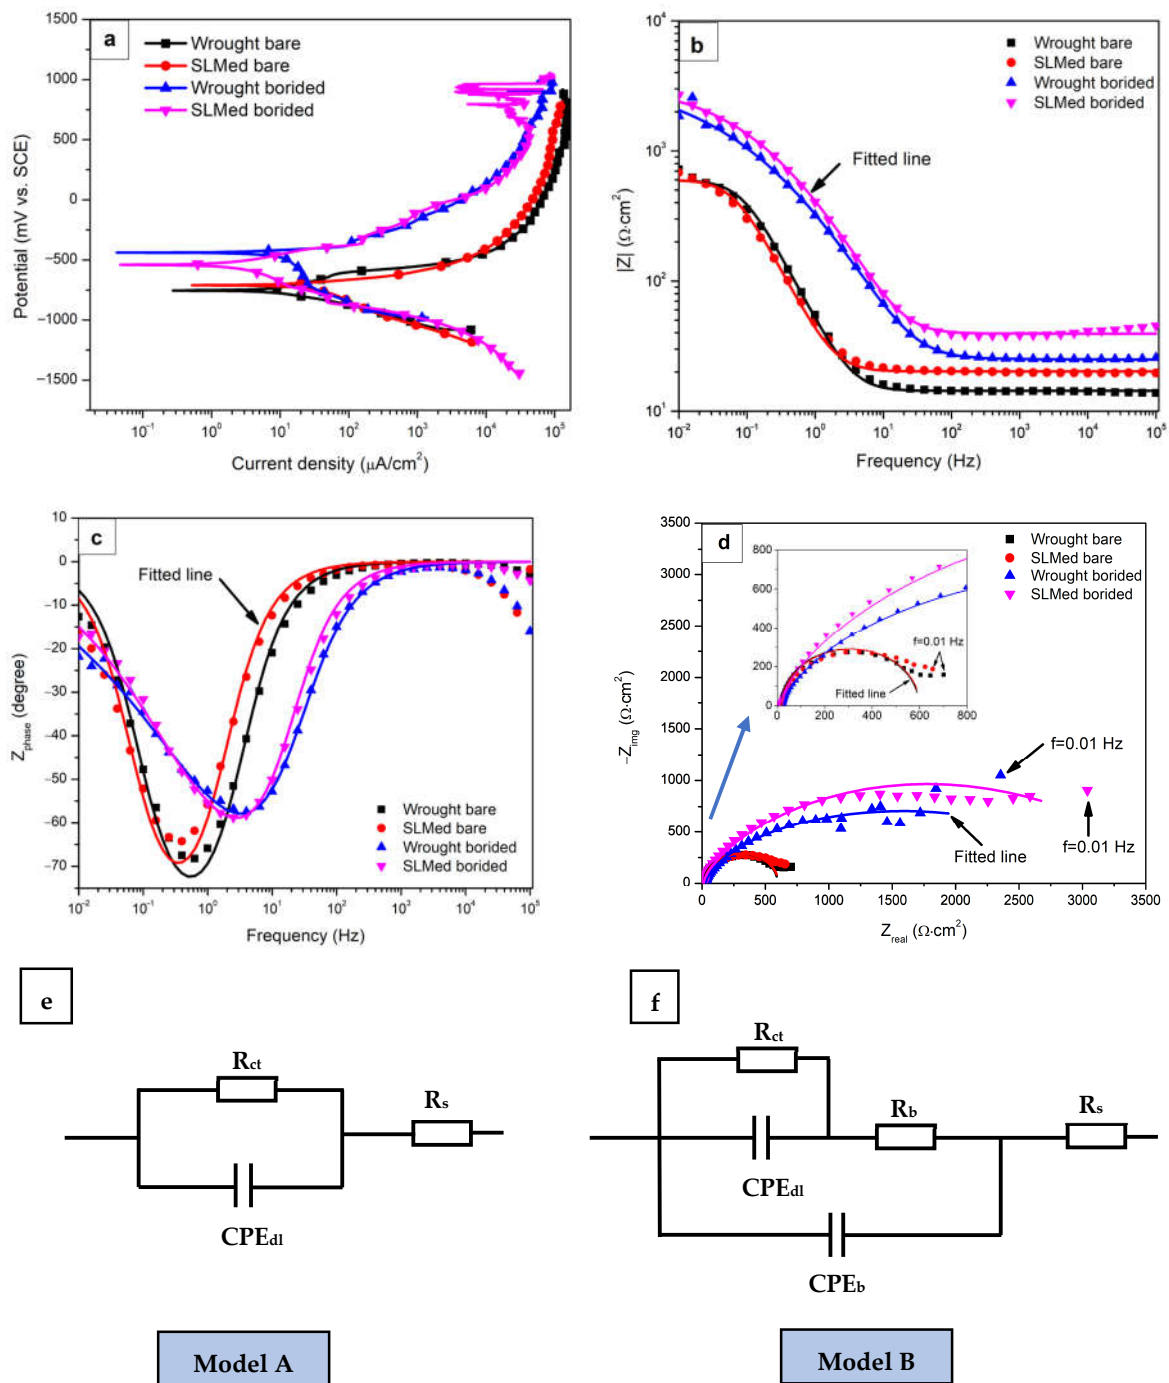 a
Wrought bare
SLMed bare
Wrought borided
SLMed borided
1500
1000
500
0
−500
−1000
−1500
Potential (mV vs. SCE)
10⁻¹ 10⁰ 10¹ 10² 10³ 10⁴ 10⁵
Current density (μA/cm²)
b
Wrought bare
SLMed bare
Wrought borided
SLMed borided
Fitted line
10⁴
10³
10²
10¹
|Z| (Ω·cm²)
10⁻² 10⁻¹ 10⁰ 10¹ 10² 10³ 10⁴ 10⁵
Frequency (Hz)
c
Fitted line
Wrought bare
SLMed bare
Wrought borided
SLMed borided
10
0
−10
−20
−30
−40
−50
−60
−70
Zphase (degree)
10⁻² 10⁻¹ 10⁰ 10¹ 10² 10³ 10⁴ 10⁵
Frequency (Hz)
d
Wrought bare
SLMed bare
Wrought borided
SLMed borided
800
600
400
200
0
0 200 400 600 800
f=0.01 Hz
Fitted line
f=0.01 Hz
Fitted line
f=0.01 Hz
3500
3000
2500
2000
1500
1000
500
0
−Zimg (Ω·cm²)
0 500 1000 1500 2000 2500 3000 3500
Zreal (Ω·cm²)
e
Rct
Rs
CPEdl
Model A
f
Rct
Rb
Rs
CPEdl
CPEb
Model B